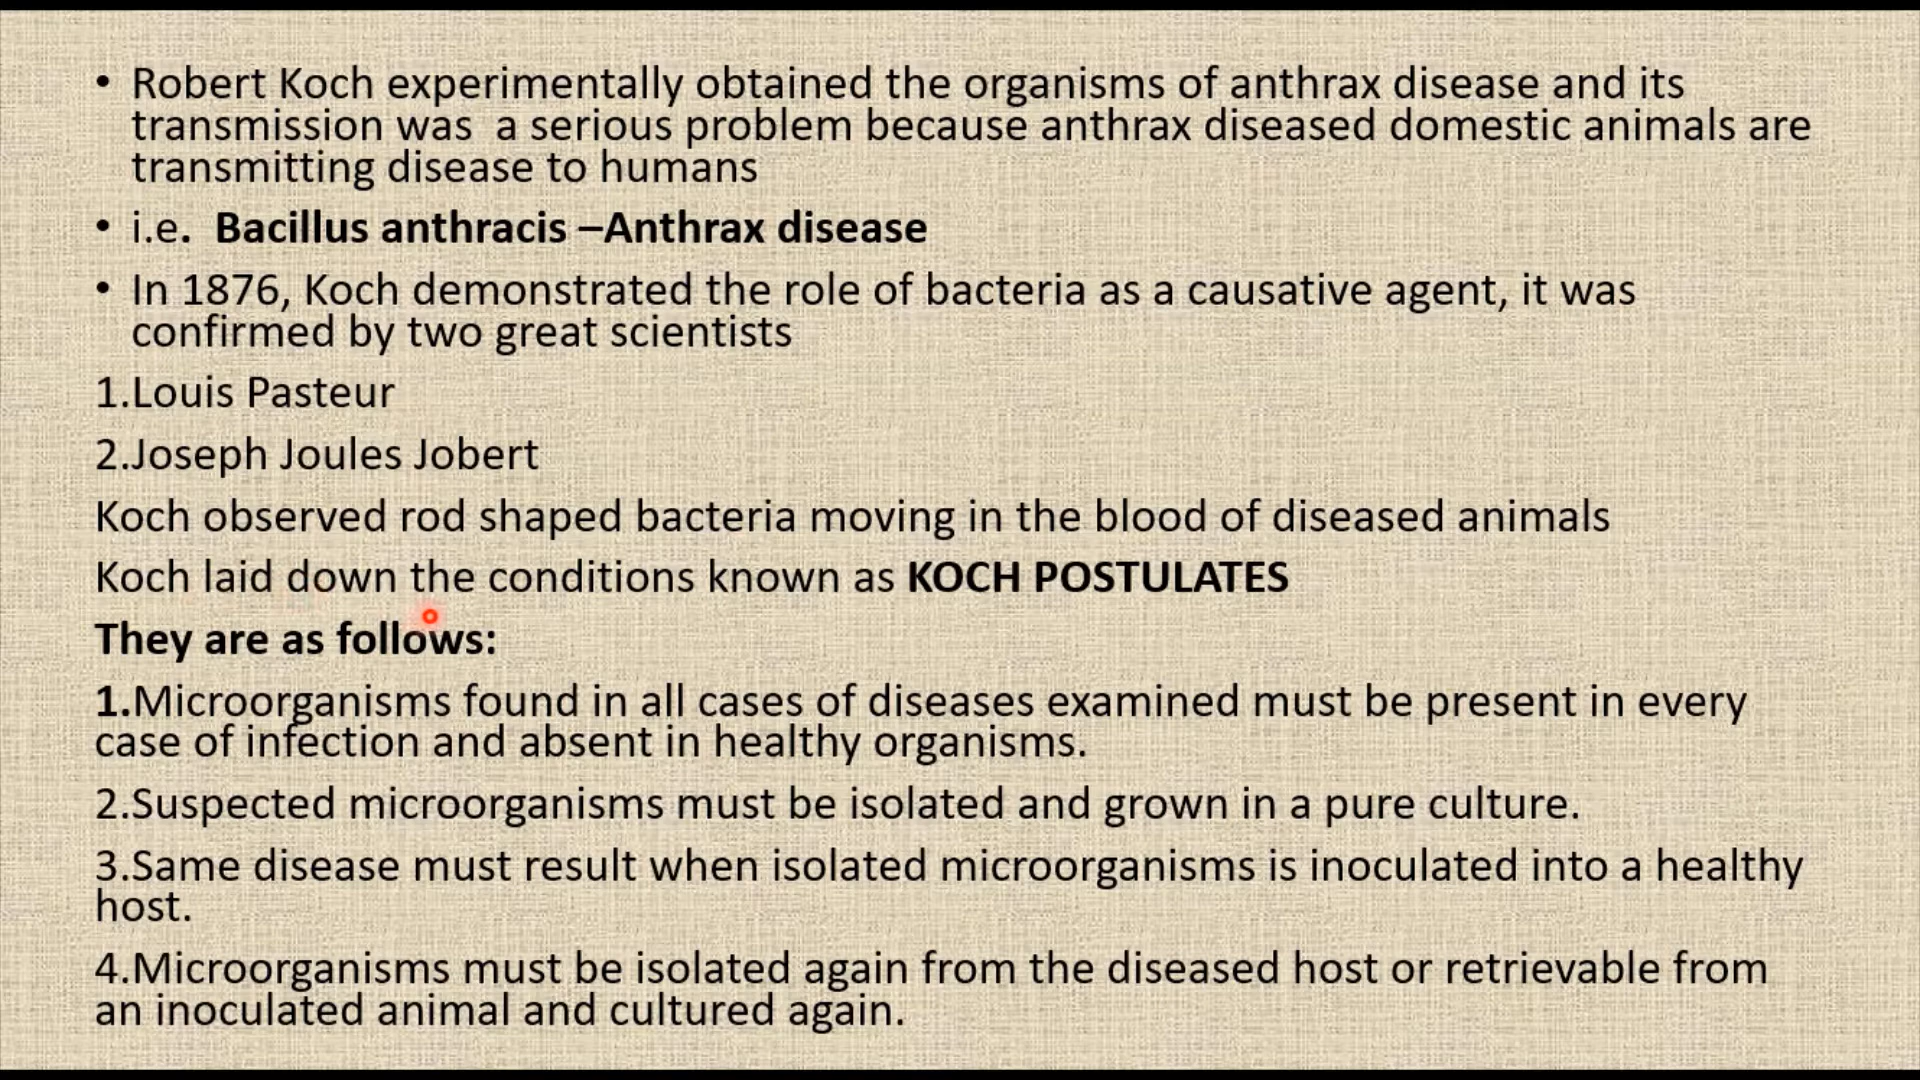 • Robert Koch experimentally obtained the organisms of anthrax disease and its
transmission was  a serious problem because anthrax diseased domestic animals are
transmitting disease to humans
• i.e.  Bacillus anthracis –Anthrax disease
• In 1876, Koch demonstrated the role of bacteria as a causative agent, it was
confirmed by two great scientists
1.Louis Pasteur
2.Joseph Joules Jobert
Koch observed rod shaped bacteria moving in the blood of diseased animals
Koch laid down the conditions known as KOCH POSTULATES
They are as follows:
1.Microorganisms found in all cases of diseases examined must be present in every
case of infection and absent in healthy organisms.
2.Suspected microorganisms must be isolated and grown in a pure culture.
3.Same disease must result when isolated microorganisms is inoculated into a healthy
host.
4.Microorganisms must be isolated again from the diseased host or retrievable from
an inoculated animal and cultured again.